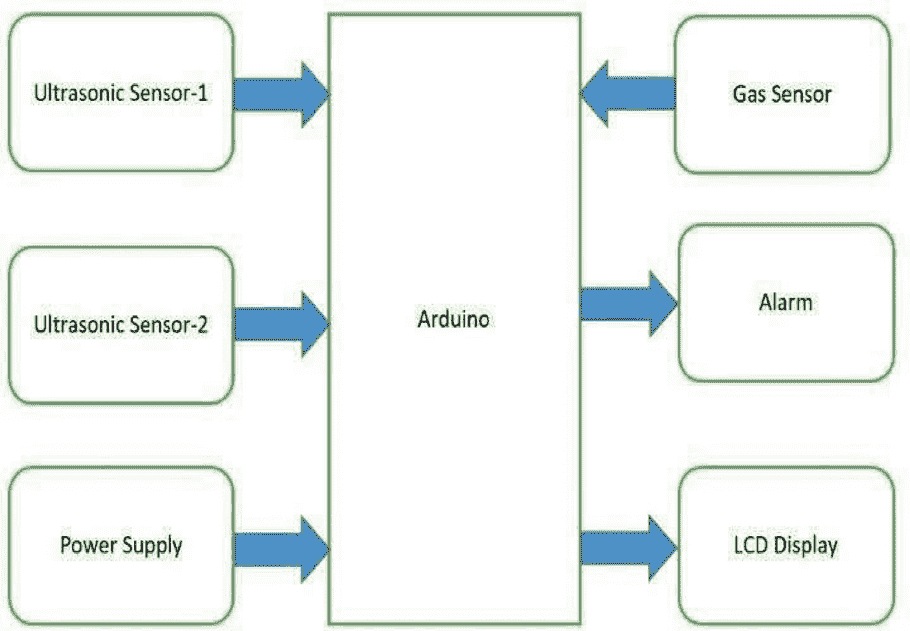 Ultrasonic Sensor-1
Gas Sensor
Ultrasonic Sensor-2
Arduino
Alarm
Power Supply
LCD Display